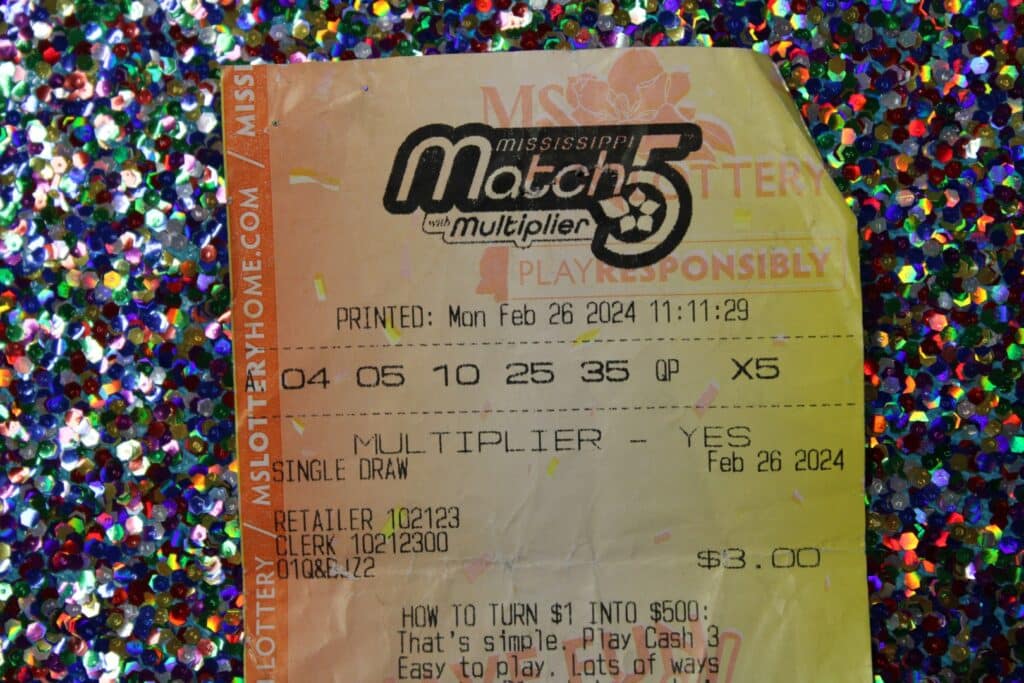 MS
LOTTERY
MISSISSIPPI
Match 5
with Multiplier
PLAY RESPONSIBLY
LOTTERY / MSLOTTERYHOME.COM / MISS
PRINTED: Mon Feb 26 2024 11:11:29
A 04 05 10 25 35 QP X5
MULTIPLIER - YES
SINGLE DRAW Feb 26 2024
RETAILER 102123
CLERK 10212300
$3.00
HOW TO TURN $1 INTO $500:
That's simple. Play Cash 3
Easy to play. Lots of ways